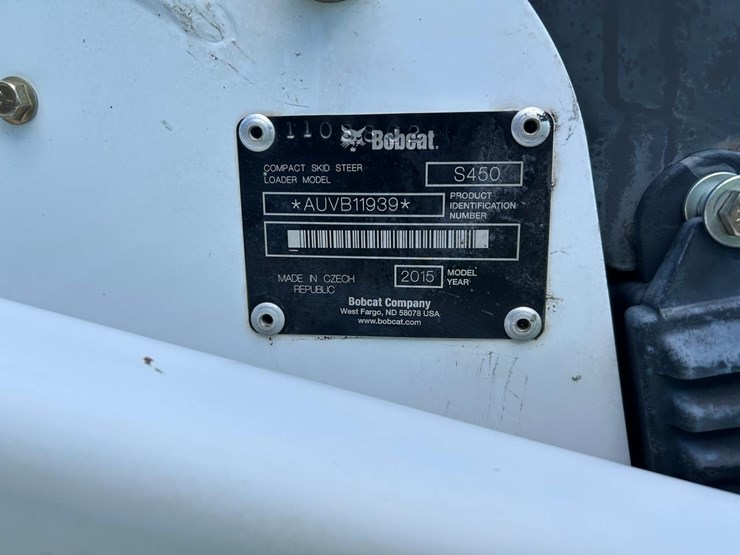 Bobcat.
COMPACT SKID STEER
LOADER MODEL
S450
*AUVB11939*
PRODUCT
IDENTIFICATION
NUMBER
MADE IN CZECH
REPUBLIC
2015
MODEL
YEAR
Bobcat Company
West Fargo, ND 58078 USA
www.bobcat.com